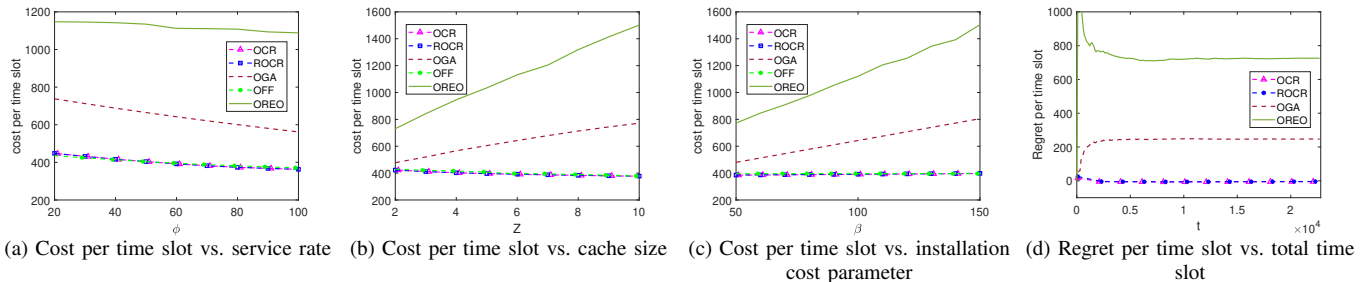 1200
1000
800
600
400
200
20
40
60
80
100
cost per time slot
ϕ
OCR
ROCR
OGA
OFF
OREO
(a) Cost per time slot vs. service rate
1600
1400
1200
1000
800
600
400
200
2
4
6
8
10
cost per time slot
Z
OCR
ROCR
OGA
OFF
OREO
(b) Cost per time slot vs. cache size
1600
1400
1200
1000
800
600
400
200
50
100
150
cost per time slot
β
OCR
ROCR
OGA
OFF
OREO
(c) Cost per time slot vs. installation
cost parameter
1000
800
600
400
200
0
0
0.5
1
1.5
2
×10⁴
Regret per time slot
t
OCR
ROCR
OGA
OREO
(d) Regret per time slot vs. total time
slot